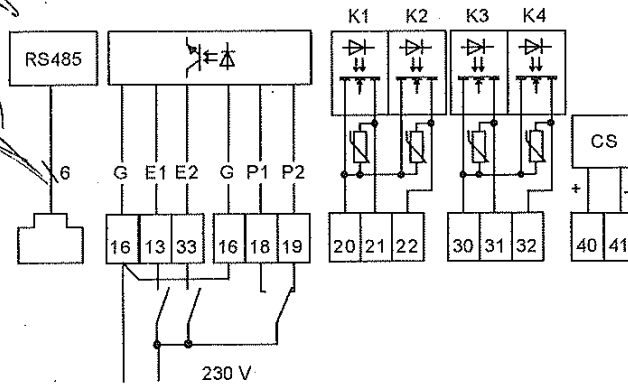 K1 K2 K3 K4
RS485
CS
6
G E1 E2 G P1 P2
+ -
16 13 33 16 18 19 20 21 22 30 31 32 40 41
230 V